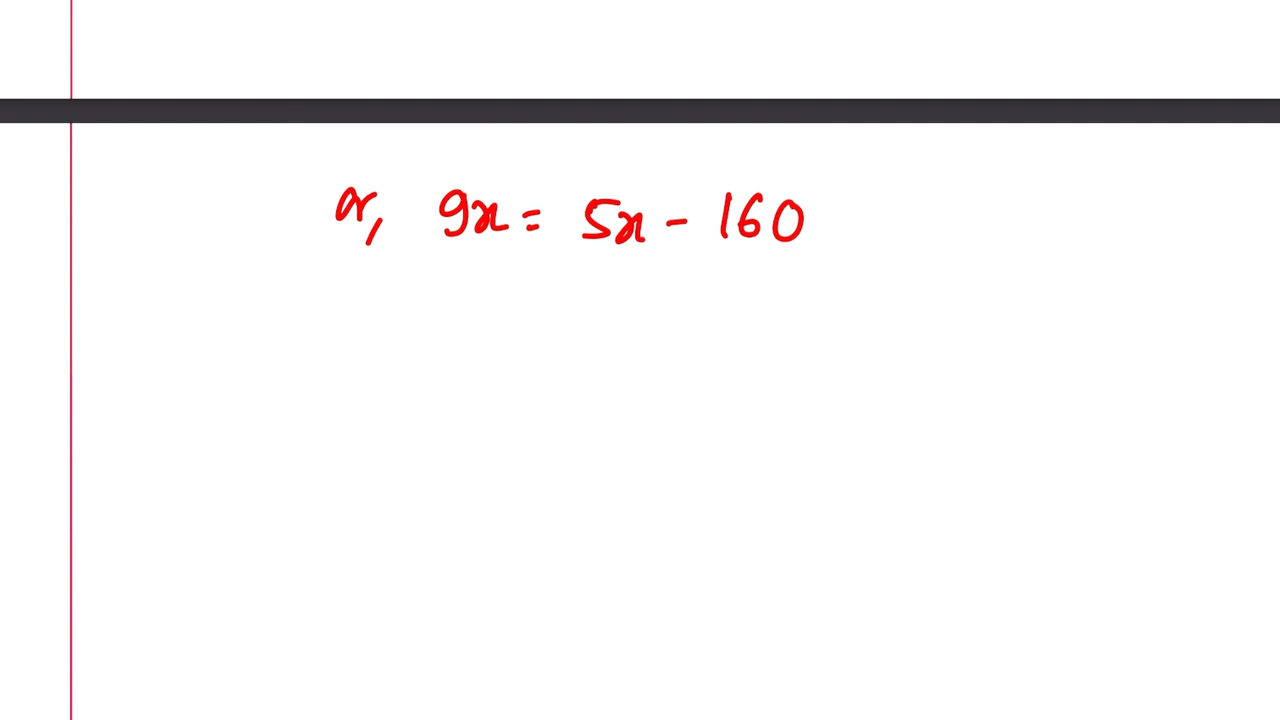 or, 9x = 5x - 160